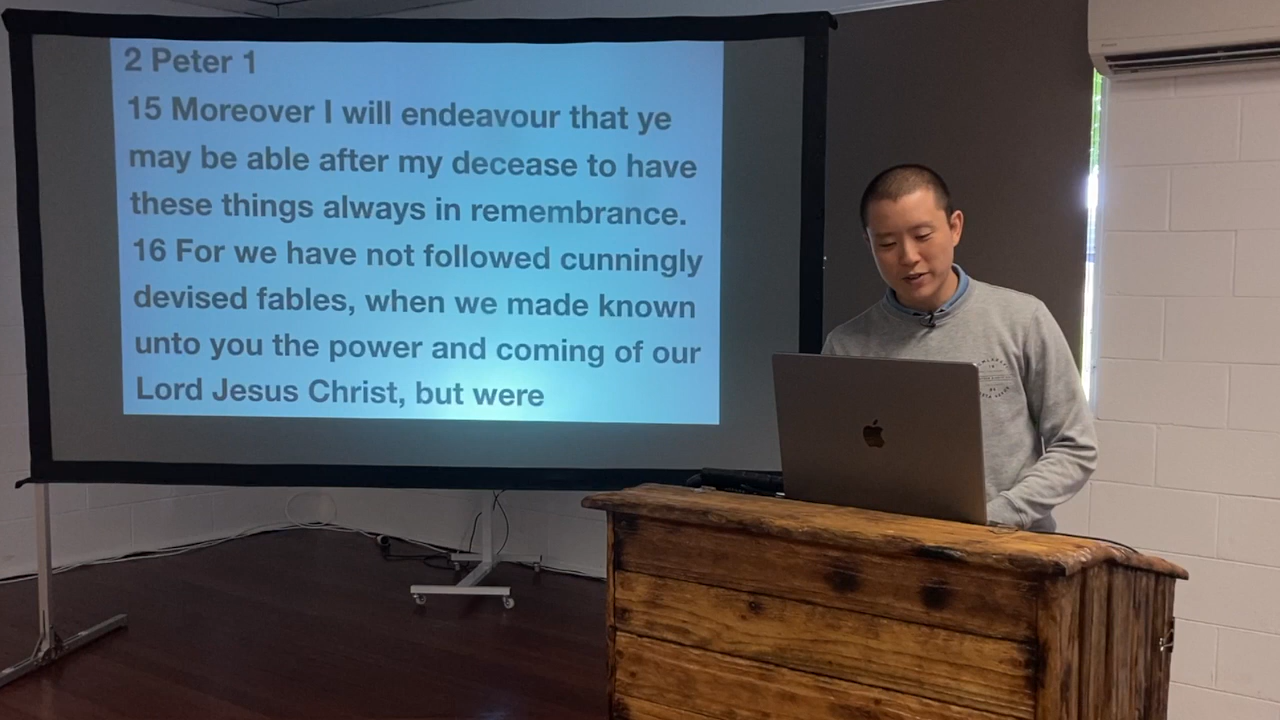 2 Peter 1
15 Moreover I will endeavour that ye
may be able after my decease to have
these things always in remembrance.
16 For we have not followed cunningly
devised fables, when we made known
unto you the power and coming of our
Lord Jesus Christ, but were